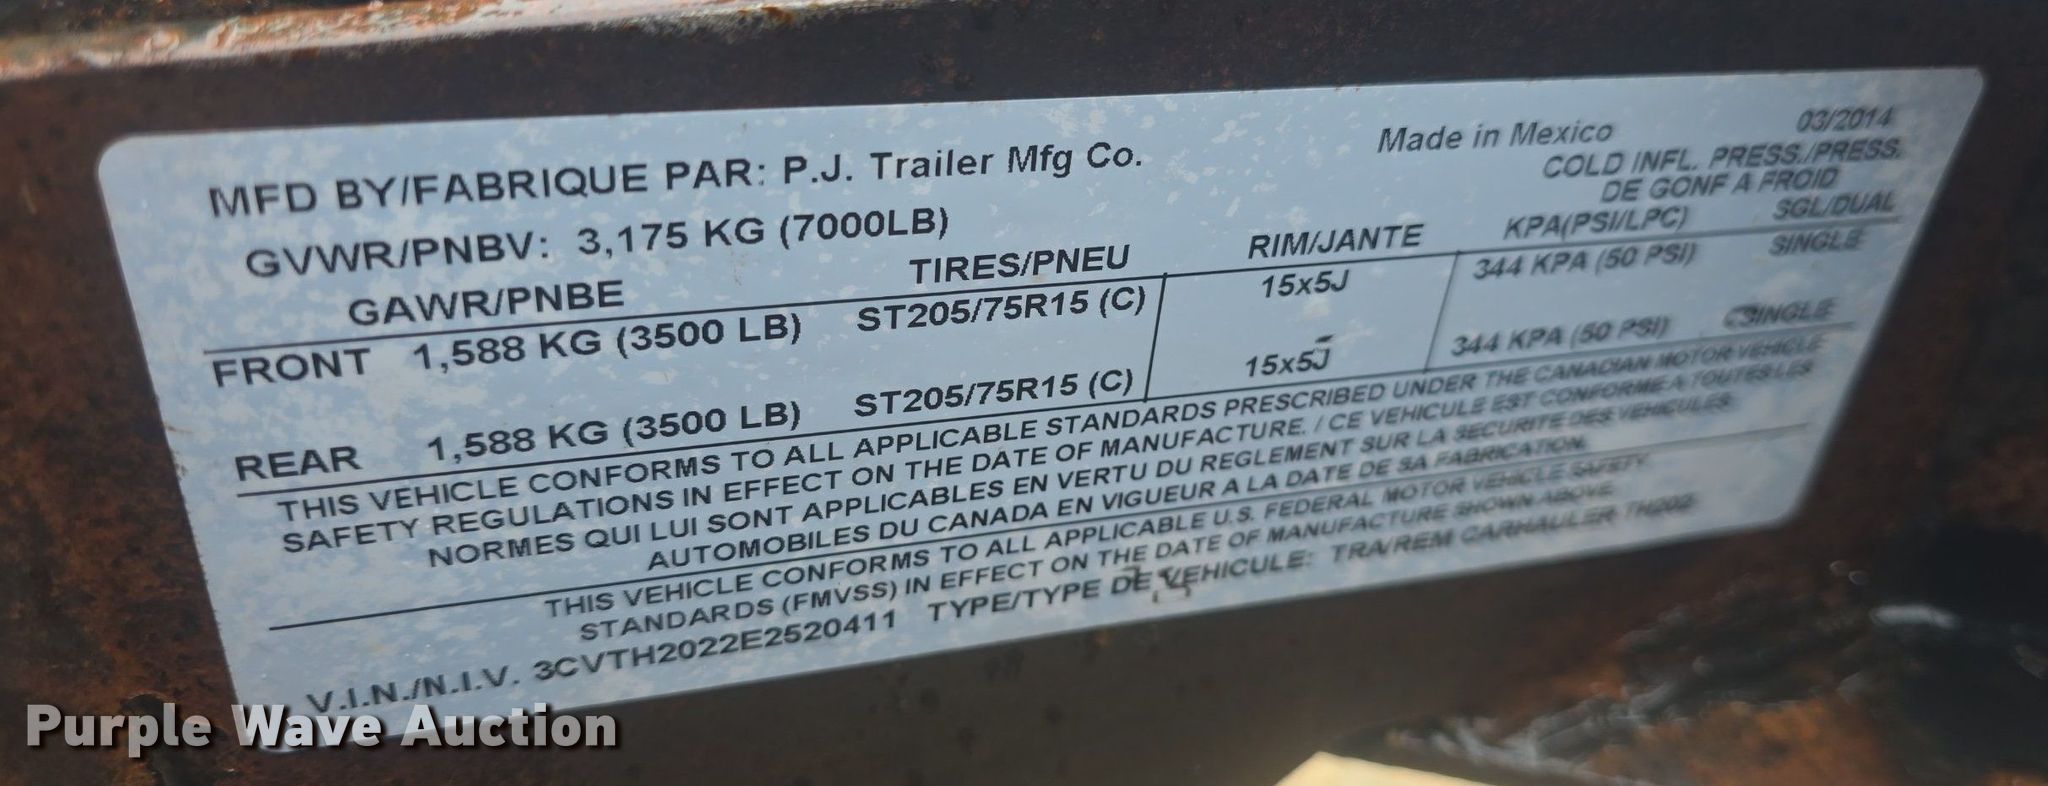 MFD BY/FABRIQUE PAR: P.J. Trailer Mfg Co. Made in Mexico 03/2014
COLD INFL. PRESS./PRESS.
DE GONF A FROID
GVWR/PNBV: 3,175 KG (7000LB)
GAWR/PNBE TIRES/PNEU RIM/JANTE KPA(PSI/LPC) SGL/DUAL
FRONT 1,588 KG (3500 LB) ST205/75R15 (C) 15x5J 344 KPA (50 PSI) SINGLE
REAR 1,588 KG (3500 LB) ST205/75R15 (C) 15x5J 344 KPA (50 PSI) SINGLE
THIS VEHICLE CONFORMS TO ALL APPLICABLE STANDARDS PRESCRIBED UNDER THE CANADIAN MOTOR VEHICLE
SAFETY REGULATIONS IN EFFECT ON THE DATE OF MANUFACTURE. / CE VEHICULE EST CONFORME A TOUTES LES
NORMES QUI LUI SONT APPLICABLES EN VERTU DU REGLEMENT SUR LA SECURITE DES VEHICULES
AUTOMOBILES DU CANADA EN VIGUEUR A LA DATE DE SA FABRICATION.
THIS VEHICLE CONFORMS TO ALL APPLICABLE U.S. FEDERAL MOTOR VEHICLE SAFETY
STANDARDS (FMVSS) IN EFFECT ON THE DATE OF MANUFACTURE SHOWN ABOVE
V.I.N./N.I.V. 3CVTH2022E2520411 TYPE/TYPE DE VEHICULE: TRA/REM CARHAULER TH202
Purple Wave Auction